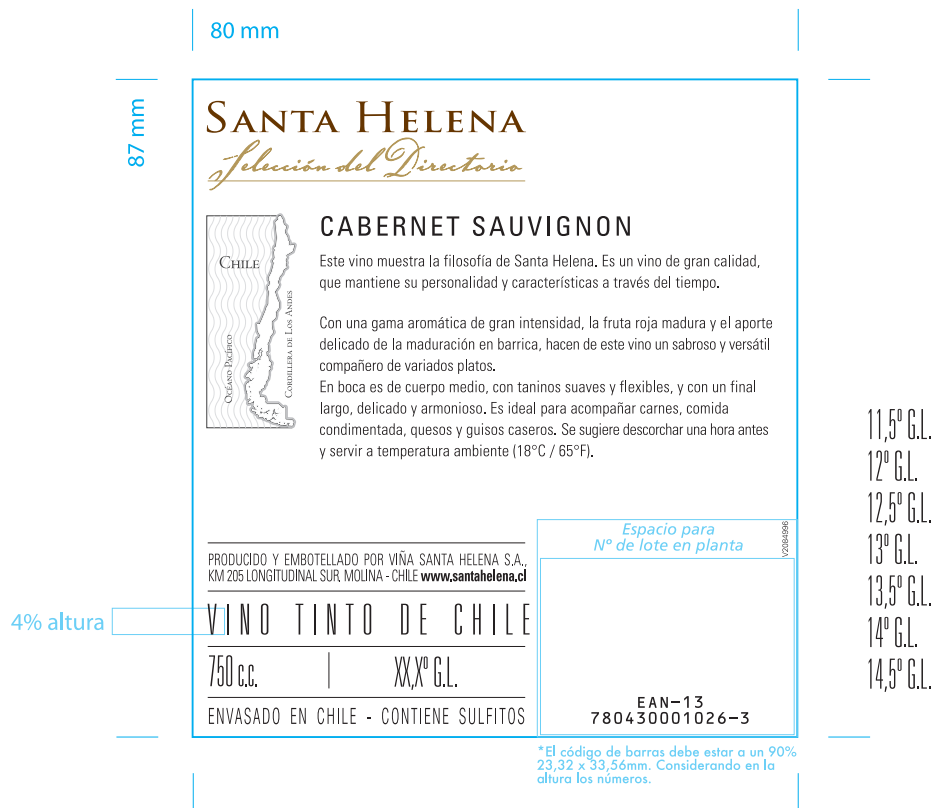 80 mm
87 mm
SANTA HELENA
Selección del Directorio
CHILE
OCÉANO PACÍFICO
CORDILLERA DE LOS ANDES
CABERNET SAUVIGNON
Este vino muestra la filosofía de Santa Helena. Es un vino de gran calidad,
que mantiene su personalidad y características a través del tiempo.
Con una gama aromática de gran intensidad, la fruta roja madura y el aporte
delicado de la maduración en barrica, hacen de este vino un sabroso y versátil
compañero de variados platos.
En boca es de cuerpo medio, con taninos suaves y flexibles, y con un final
largo, delicado y armonioso. Es ideal para acompañar carnes, comida
condimentada, quesos y guisos caseros. Se sugiere descorchar una hora antes
y servir a temperatura ambiente (18°C / 65°F).
11,5º G.L.
12º G.L.
12,5º G.L.
13º G.L.
13,5º G.L.
14º G.L.
14,5º G.L.
Espacio para
Nº de lote en planta
V2084996
PRODUCIDO Y EMBOTELLADO POR VIÑA SANTA HELENA S.A.,
KM 205 LONGITUDINAL SUR, MOLINA - CHILE www.santahelena.cl
4% altura
VINO TINTO DE CHILE
750 c.c. | XX,Xº G.L.
ENVASADO EN CHILE - CONTIENE SULFITOS
EAN-13
780430001026-3
*El código de barras debe estar a un 90%
23,32 x 33,56mm. Considerando en la
altura los números.